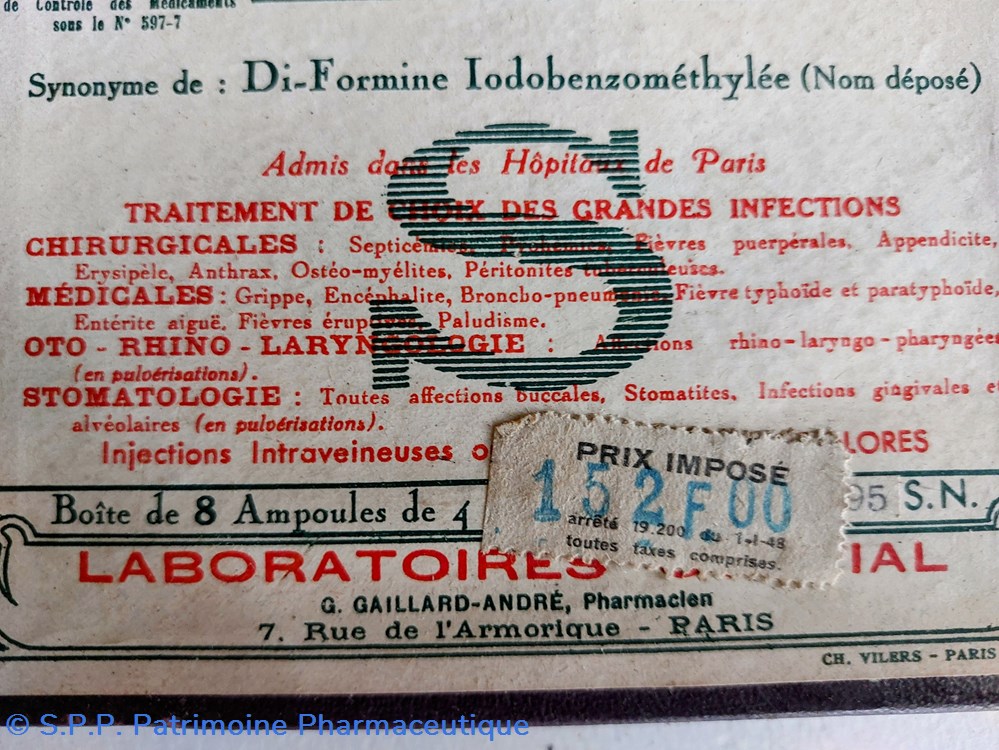 de Contrôle des Médicaments
sous le N° 597-7
Synonyme de : Di-Formine Iodobenzométhylée (Nom déposé)
S
Admis dans les Hôpitaux de Paris
TRAITEMENT DE CHOIX DES GRANDES INFECTIONS
CHIRURGICALES : Septicémies, Pyohémies, Fièvres puerpérales, Appendicite,
Erysipèle, Anthrax, Ostéo-myélites, Péritonites tuberculeuses.
MÉDICALES : Grippe, Encéphalite, Broncho-pneumonie, Fièvre typhoïde et paratyphoïde,
Entérite aiguë, Fièvres éruptives, Paludisme.
OTO - RHINO - LARYNGOLOGIE : Affections rhino-laryngo-pharyngées
(en pulvérisations).
STOMATOLOGIE : Toutes affections buccales, Stomatites, Infections gingivales et
alvéolaires (en pulvérisations).
Injections Intraveineuses
LORES
PRIX IMPOSÉ
152F00
arrêté 19.200 du 1-1-48
toutes taxes comprises.
Boîte de 8 Ampoules de 4
95 S.N.
LABORATOIRES
IAL
G. GAILLARD-ANDRÉ, Pharmacien
7. Rue de l'Armorique - PARIS
CH. VILERS - PARIS
© S.P.P. Patrimoine Pharmaceutique